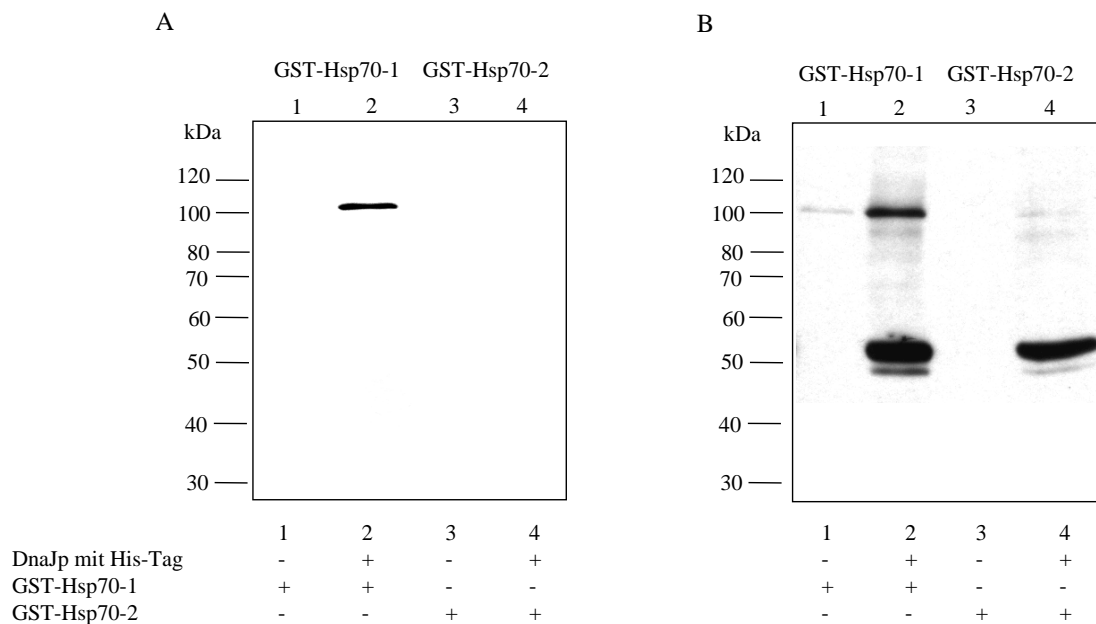 A B
GST-Hsp70-1 GST-Hsp70-2 GST-Hsp70-1 GST-Hsp70-2
1 2 3 4 1 2 3 4
kDa kDa
120 120
100 100
80 80
70 70
60 60
50 50
40 40
30 30
1 2 3 4 1 2 3 4
DnaJp mit His-Tag - + - + - + - +
GST-Hsp70-1 + + - - + + - -
GST-Hsp70-2 - - + + - - + +